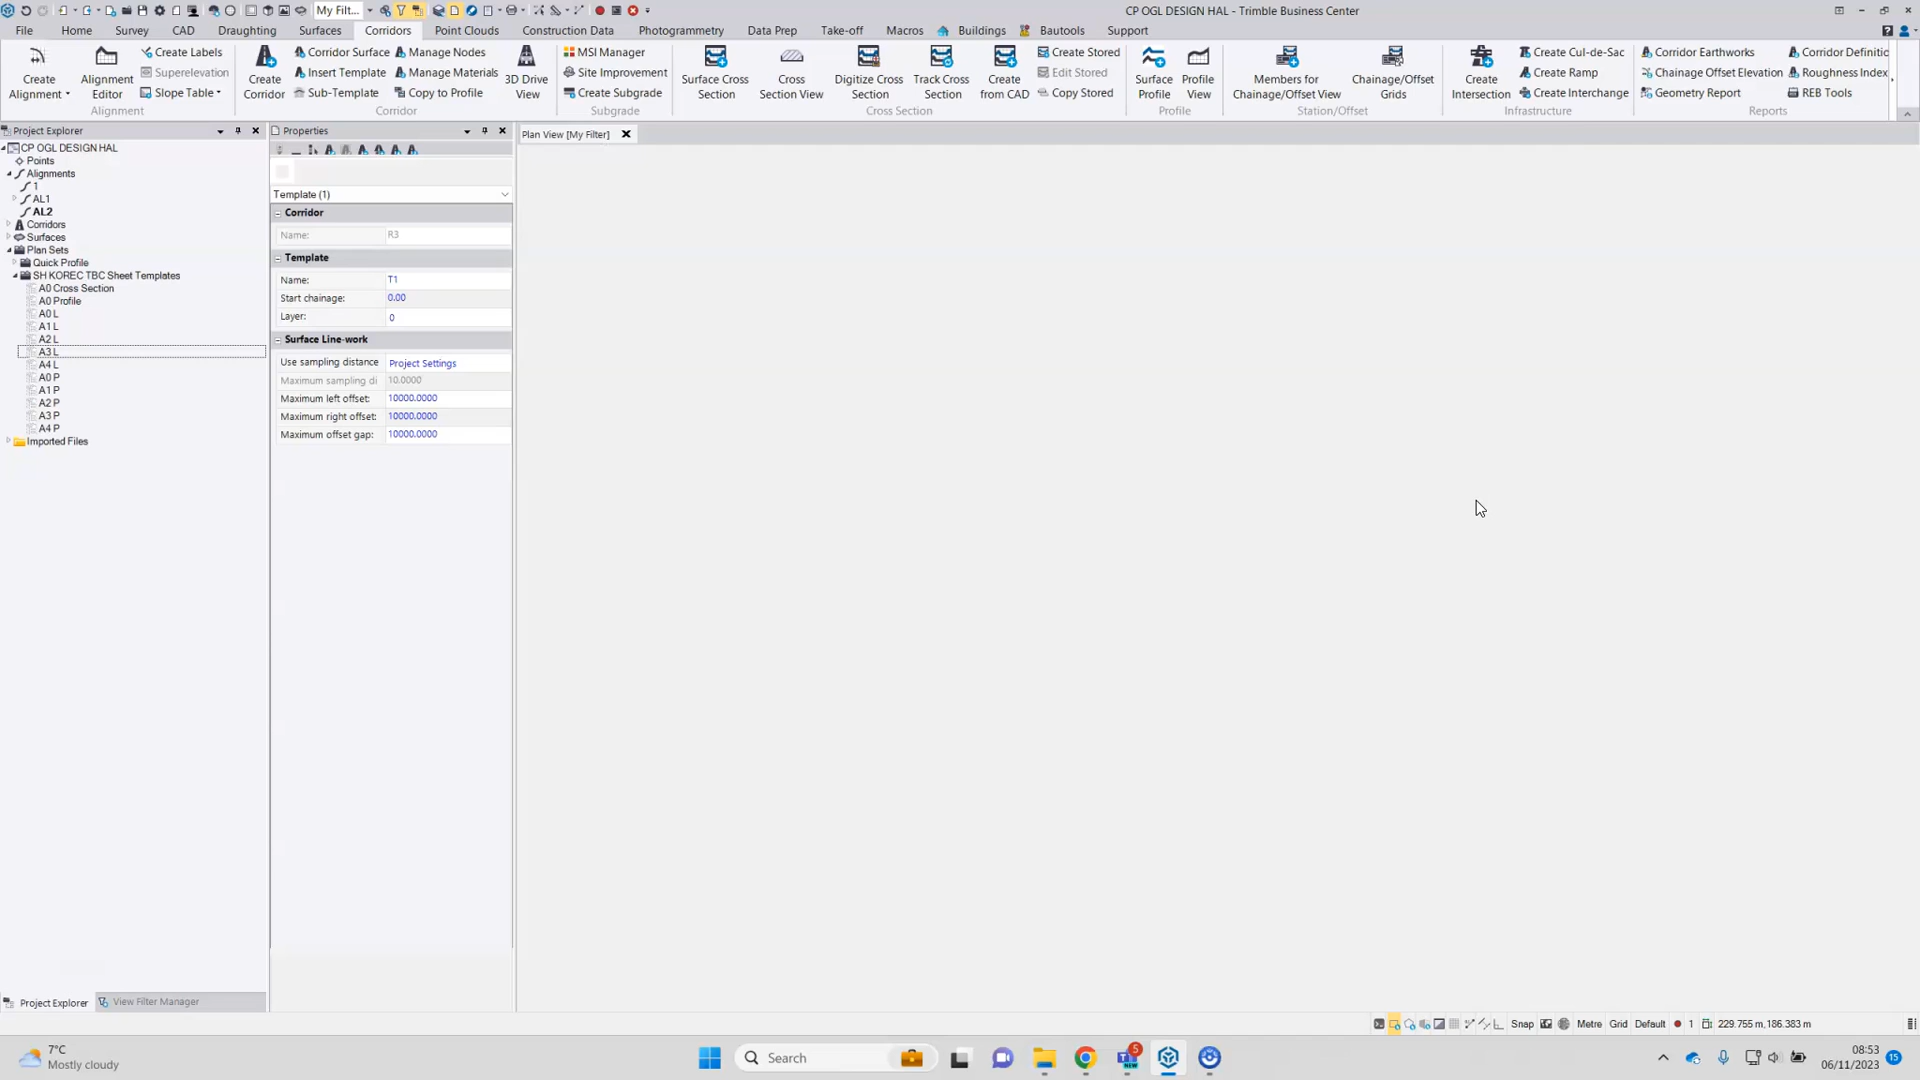 My Filt...
CP OGL DESIGN HAL - Trimble Business Center
File Home Survey CAD Draughting Surfaces Corridors Point Clouds Construction Data Photogrammetry Data Prep Take-off Macros Buildings Bautools Support
Create Alignment
Alignment Editor
Create Labels
Superelevation
Slope Table
Alignment
Create Corridor
Corridor Surface
Insert Template
Sub-Template
Manage Nodes
Manage Materials
Copy to Profile
3D Drive View
Corridor
MSI Manager
Site Improvement
Create Subgrade
Subgrade
Surface Cross Section
Cross Section View
Digitize Cross Section
Track Cross Section
Create from CAD
Create Stored
Edit Stored
Copy Stored
Cross Section
Surface Profile
Profile View
Profile
Members for Chainage/Offset View
Chainage/Offset Grids
Station/Offset
Create Intersection
Create Cul-de-Sac
Create Ramp
Create Interchange
Infrastructure
Corridor Earthworks
Chainage Offset Elevation
Geometry Report
Corridor Definitic
Roughness Index
REB Tools
Reports
Project Explorer
CP OGL DESIGN HAL
Points
Alignments
1
AL1
AL2
Corridors
Surfaces
Plan Sets
Quick Profile
SH KOREC TBC Sheet Templates
A0 Cross Section
A0 Profile
A0 L
A1 L
A2 L
A3 L
A4 L
A0 P
A1 P
A2 P
A3 P
A4 P
Imported Files
Project Explorer
View Filter Manager
Properties
Template (1)
Corridor
Name: R3
Template
Name: T1
Start chainage: 0.00
Layer: 0
Surface Line-work
Use sampling distance Project Settings
Maximum sampling di 10.0000
Maximum left offset: 10000.0000
Maximum right offset: 10000.0000
Maximum offset gap: 10000.0000
Plan View [My Filter]
Snap Metre Grid Default 1 229.755 m,186.383 m
7°C
Mostly cloudy
Search
5
NEW
08:53
06/11/2023
15